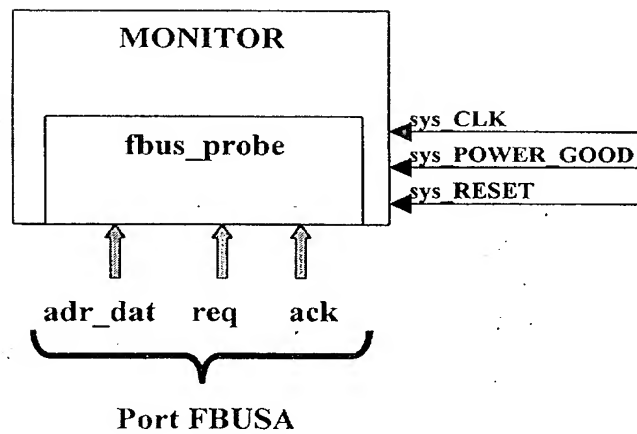 MONITOR
fbus_probe
sys_CLK
sys_POWER_GOOD
sys_RESET
adr_dat req ack
Port FBUSA